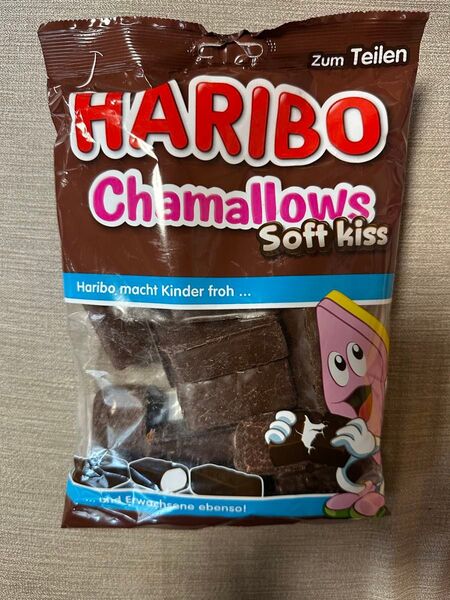 Zum Teilen
HARIBO
Chamallows
Soft kiss
Haribo macht Kinder froh ...
... und Erwachsene ebenso!